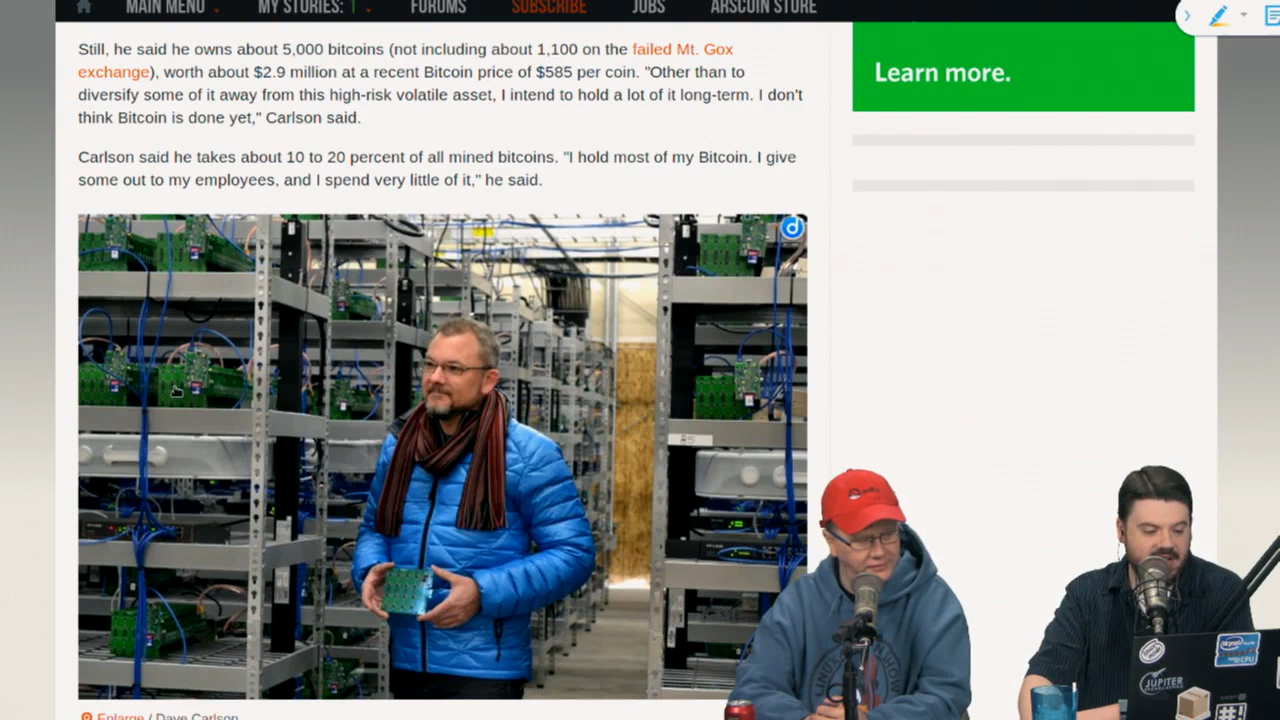 MAIN MENU
MY STORIES: 1
FORUMS
SUBSCRIBE
JOBS
ARSCOIN STORE
Still, he said he owns about 5,000 bitcoins (not including about 1,100 on the failed Mt. Gox
exchange), worth about $2.9 million at a recent Bitcoin price of $585 per coin. "Other than to
diversify some of it away from this high-risk volatile asset, I intend to hold a lot of it long-term. I don't
think Bitcoin is done yet," Carlson said.
Carlson said he takes about 10 to 20 percent of all mined bitcoins. "I hold most of my Bitcoin. I give
some out to my employees, and I spend very little of it," he said.
Learn more.
Enlarge / Dave Carlson
JUPITER
#!